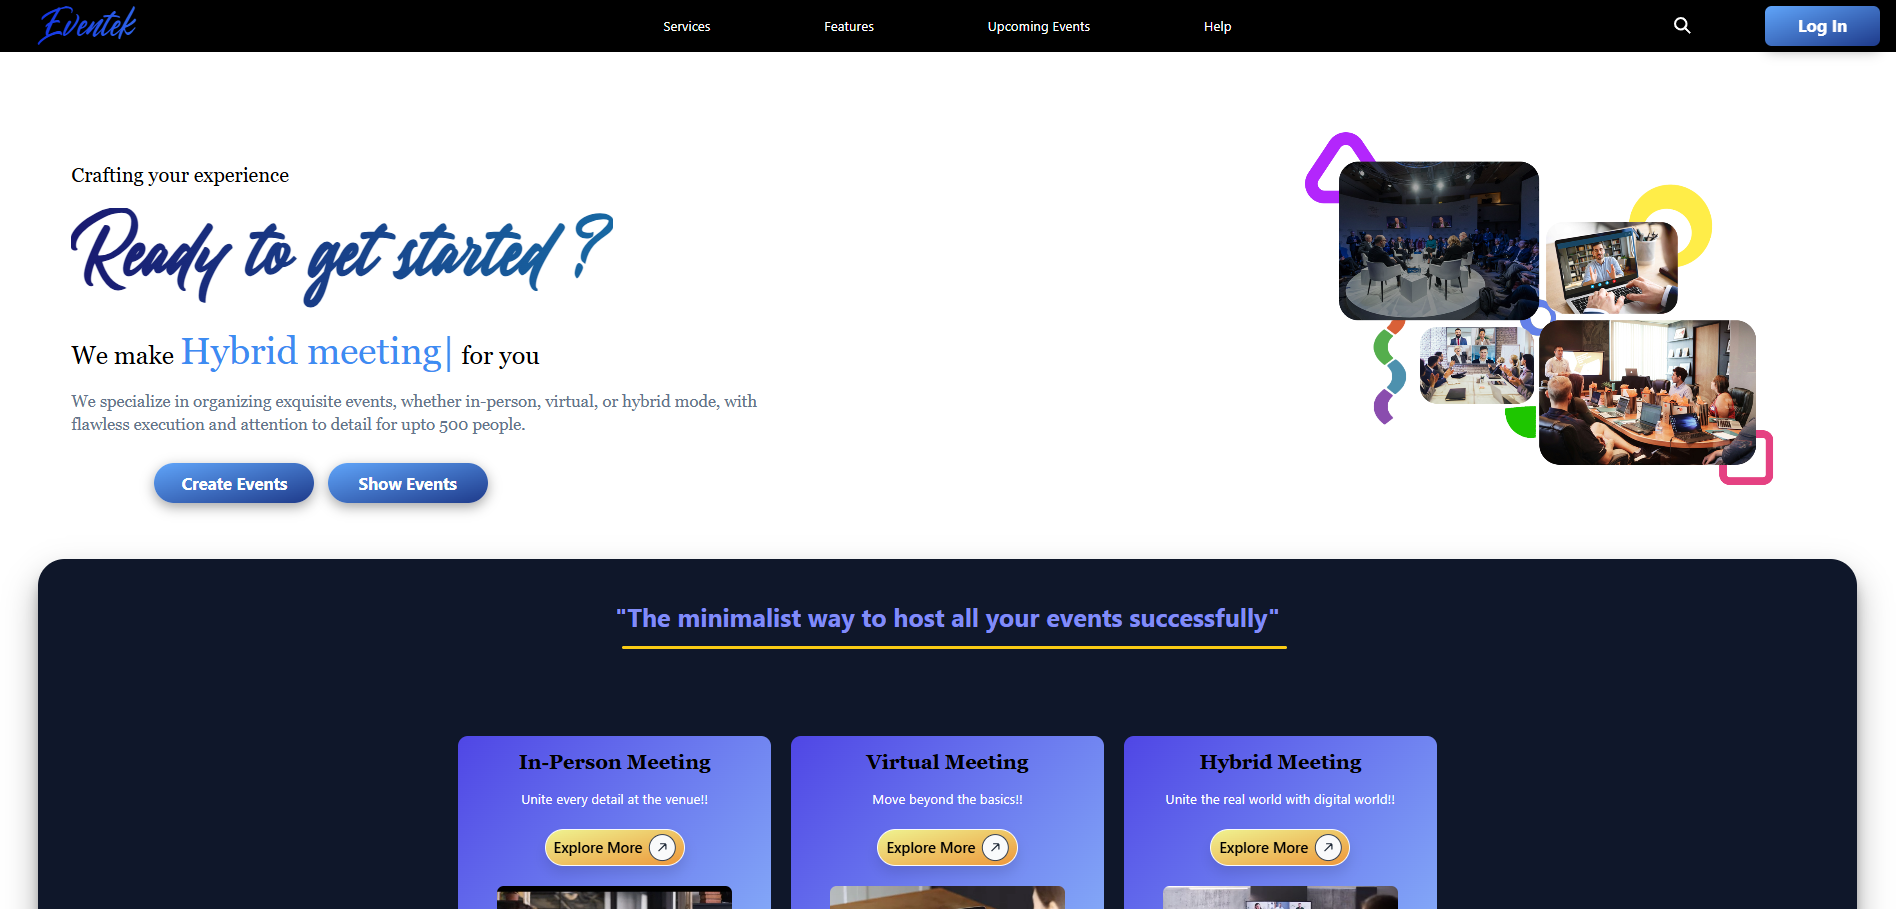 Eventek
Services
Features
Upcoming Events
Help
Log In
Crafting your experience
Ready to get started ?
We make Hybrid meeting| for you
We specialize in organizing exquisite events, whether in-person, virtual, or hybrid mode, with
flawless execution and attention to detail for upto 500 people.
Create Events
Show Events
"The minimalist way to host all your events successfully"
In-Person Meeting
Unite every detail at the venue!!
Explore More
Virtual Meeting
Move beyond the basics!!
Explore More
Hybrid Meeting
Unite the real world with digital world!!
Explore More